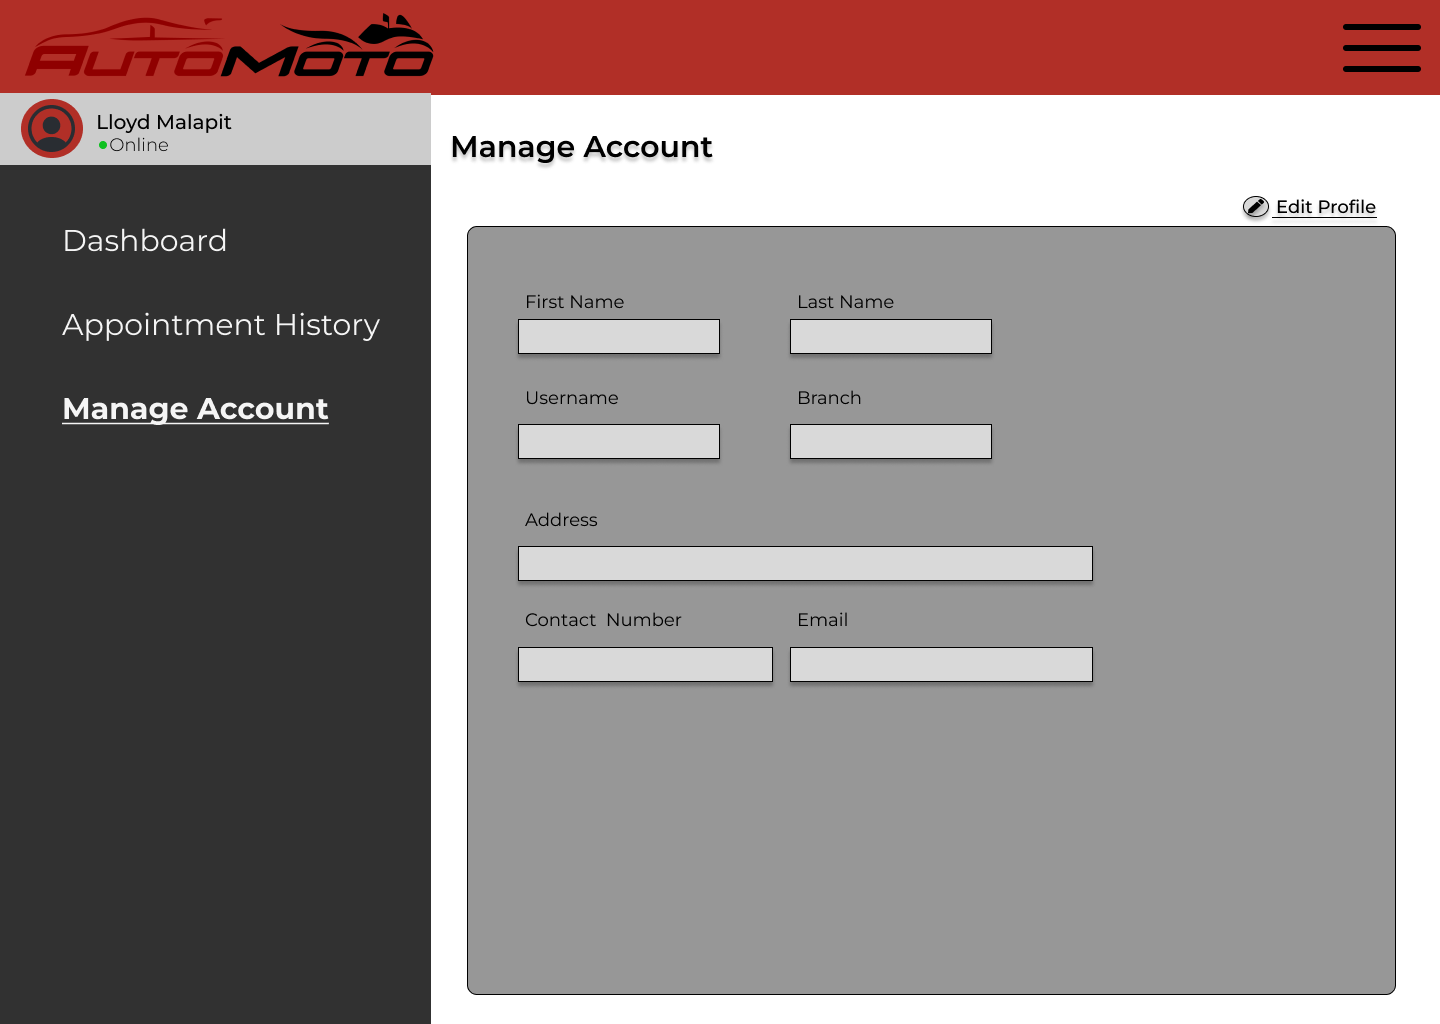 AUTOMOTO
Lloyd Malapit
Online
Dashboard
Appointment History
Manage Account
Manage Account
Edit Profile
First Name Last Name
Username Branch
Address
Contact  Number Email